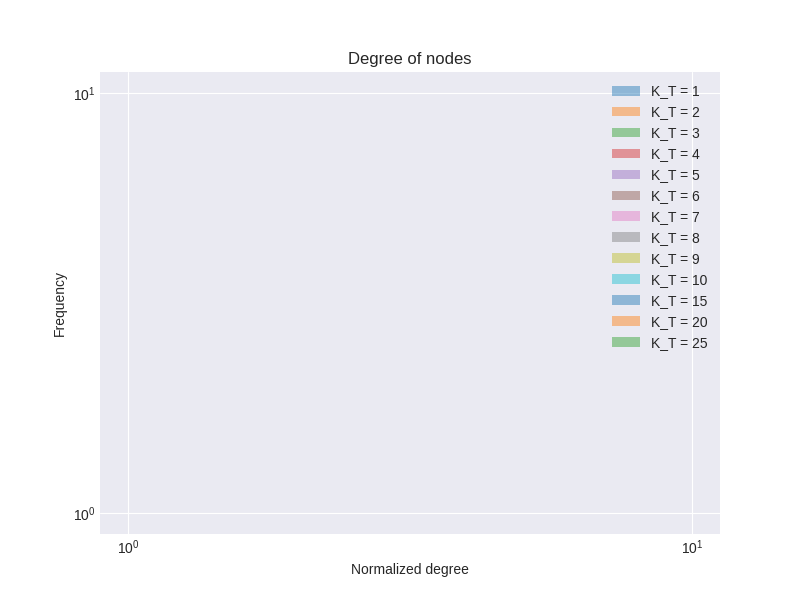 Degree of nodes
10¹
K_T = 1
K_T = 2
K_T = 3
K_T = 4
K_T = 5
K_T = 6
K_T = 7
K_T = 8
K_T = 9
K_T = 10
K_T = 15
K_T = 20
K_T = 25
Frequency
10⁰
10⁰
10¹
Normalized degree